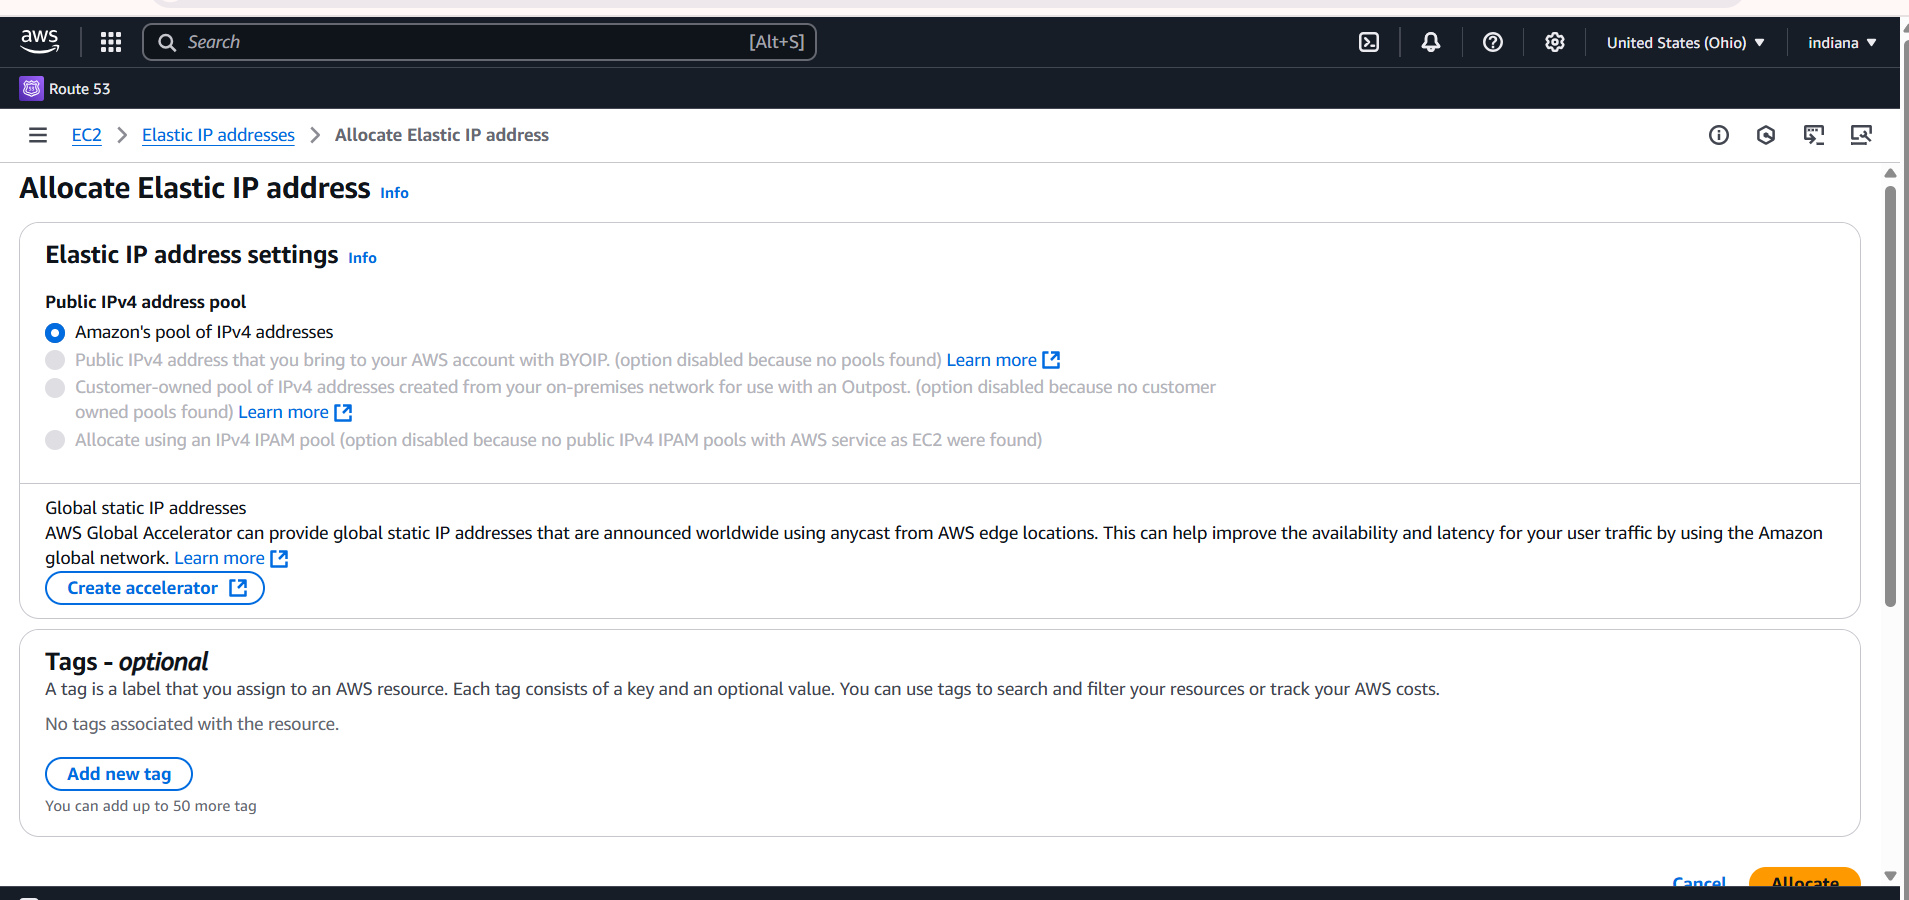 aws
Search [Alt+S]
United States (Ohio)
indiana
Route 53
EC2
Elastic IP addresses
Allocate Elastic IP address
Allocate Elastic IP address Info
Elastic IP address settings Info
Public IPv4 address pool
Amazon's pool of IPv4 addresses
Public IPv4 address that you bring to your AWS account with BYOIP. (option disabled because no pools found) Learn more
Customer-owned pool of IPv4 addresses created from your on-premises network for use with an Outpost. (option disabled because no customer
owned pools found) Learn more
Allocate using an IPv4 IPAM pool (option disabled because no public IPv4 IPAM pools with AWS service as EC2 were found)
Global static IP addresses
AWS Global Accelerator can provide global static IP addresses that are announced worldwide using anycast from AWS edge locations. This can help improve the availability and latency for your user traffic by using the Amazon
global network. Learn more
Create accelerator
Tags - optional
A tag is a label that you assign to an AWS resource. Each tag consists of a key and an optional value. You can use tags to search and filter your resources or track your AWS costs.
No tags associated with the resource.
Add new tag
You can add up to 50 more tag
Cancel
Allocate